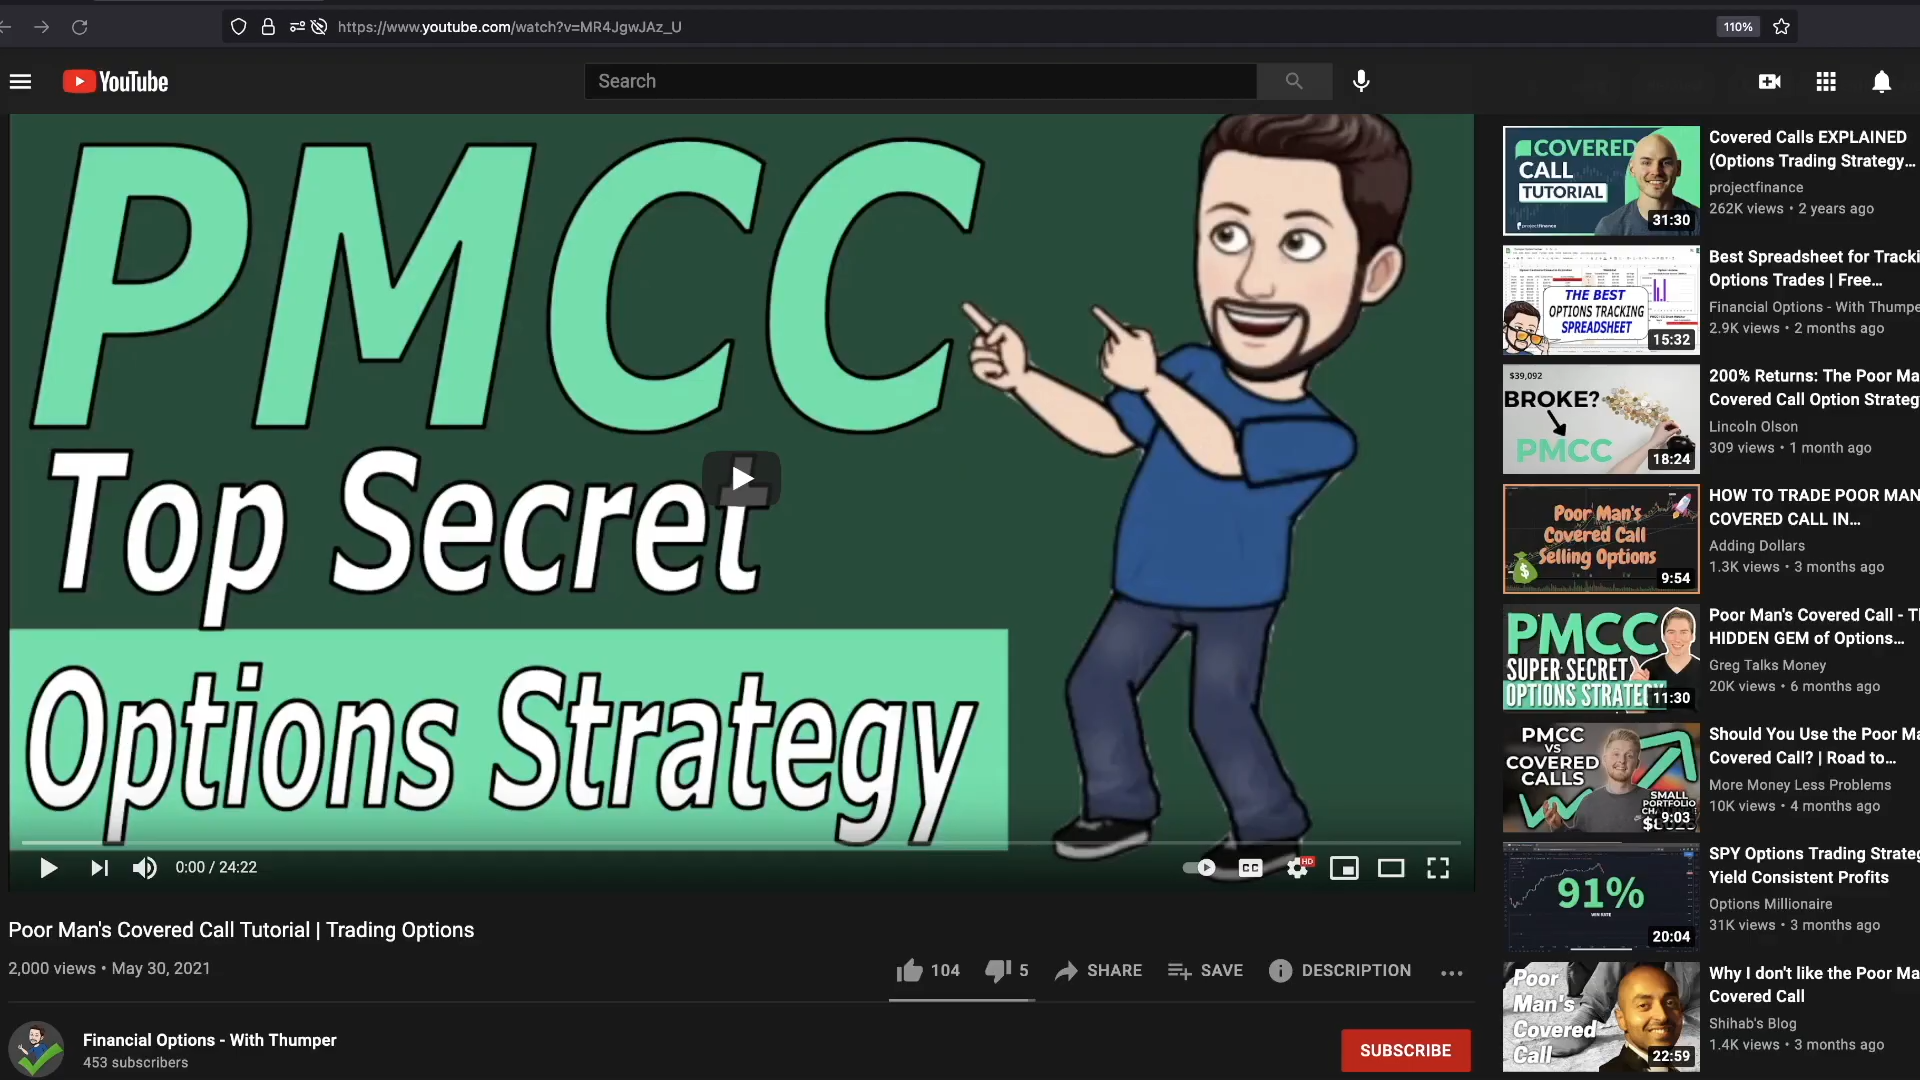 https://www.youtube.com/watch?v=MR4JgwJAz_U
110%
YouTube
Search
PMCC
Top Secret
Options Strategy
0:00 / 24:22
CC
HD
Poor Man's Covered Call Tutorial | Trading Options
2,000 views • May 30, 2021
104
5
SHARE
SAVE
DESCRIPTION
Financial Options - With Thumper
453 subscribers
SUBSCRIBE
COVERED
CALL
TUTORIAL
projectfinance
31:30
Covered Calls EXPLAINED
(Options Trading Strategy...
projectfinance
262K views • 2 years ago
THE BEST
OPTIONS TRACKING
SPREADSHEET
15:32
Best Spreadsheet for Tracki
Options Trades | Free...
Financial Options - With Thumpe
2.9K views • 2 months ago
$39,092
BROKE?
PMCC
18:24
200% Returns: The Poor Ma
Covered Call Option Strateg
Lincoln Olson
309 views • 1 month ago
Poor Man's
Covered Call
Selling Options
9:54
HOW TO TRADE POOR MAN
COVERED CALL IN...
Adding Dollars
1.3K views • 3 months ago
PMCC
SUPER SECRET
OPTIONS STRATEGY
11:30
Poor Man's Covered Call - T
HIDDEN GEM of Options...
Greg Talks Money
20K views • 6 months ago
PMCC
VS
COVERED
CALLS
SMALL
PORTFOLIO
9:03
Should You Use the Poor Ma
Covered Call? | Road to...
More Money Less Problems
10K views • 4 months ago
91%
WIN RATE
20:04
SPY Options Trading Strateg
Yield Consistent Profits
Options Millionaire
31K views • 3 months ago
Poor
Man's
Covered
Call
22:59
Why I don't like the Poor Ma
Covered Call
Shihab's Blog
1.4K views • 3 months ago